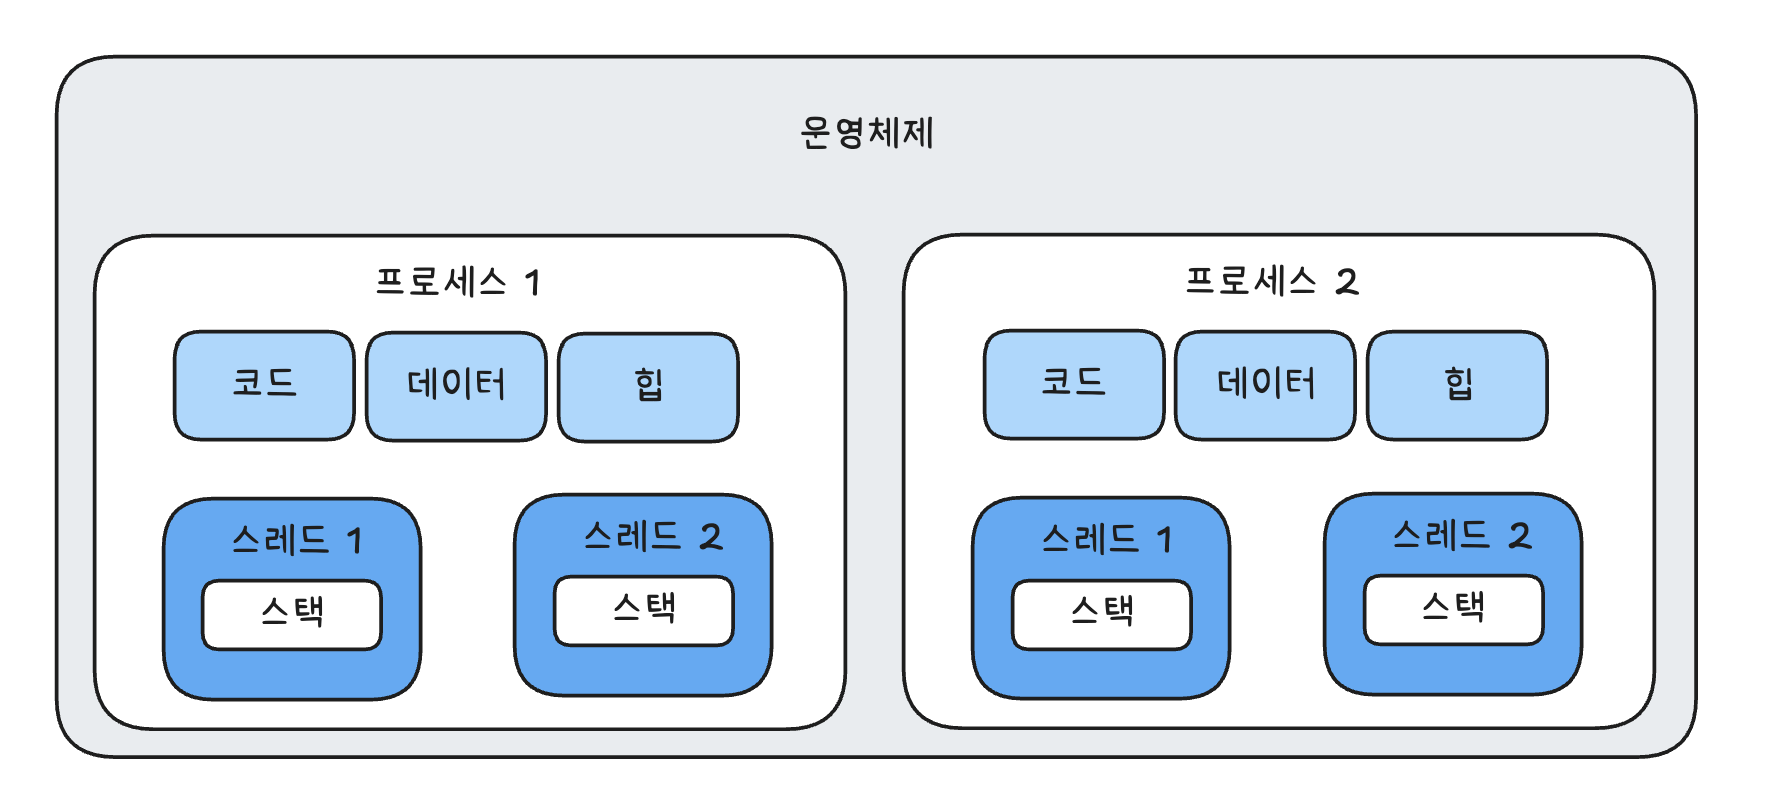 운영체제
프로세스 1
코드 데이터 힙
스레드 1
스택
스레드 2
스택
프로세스 2
코드 데이터 힙
스레드 1
스택
스레드 2
스택